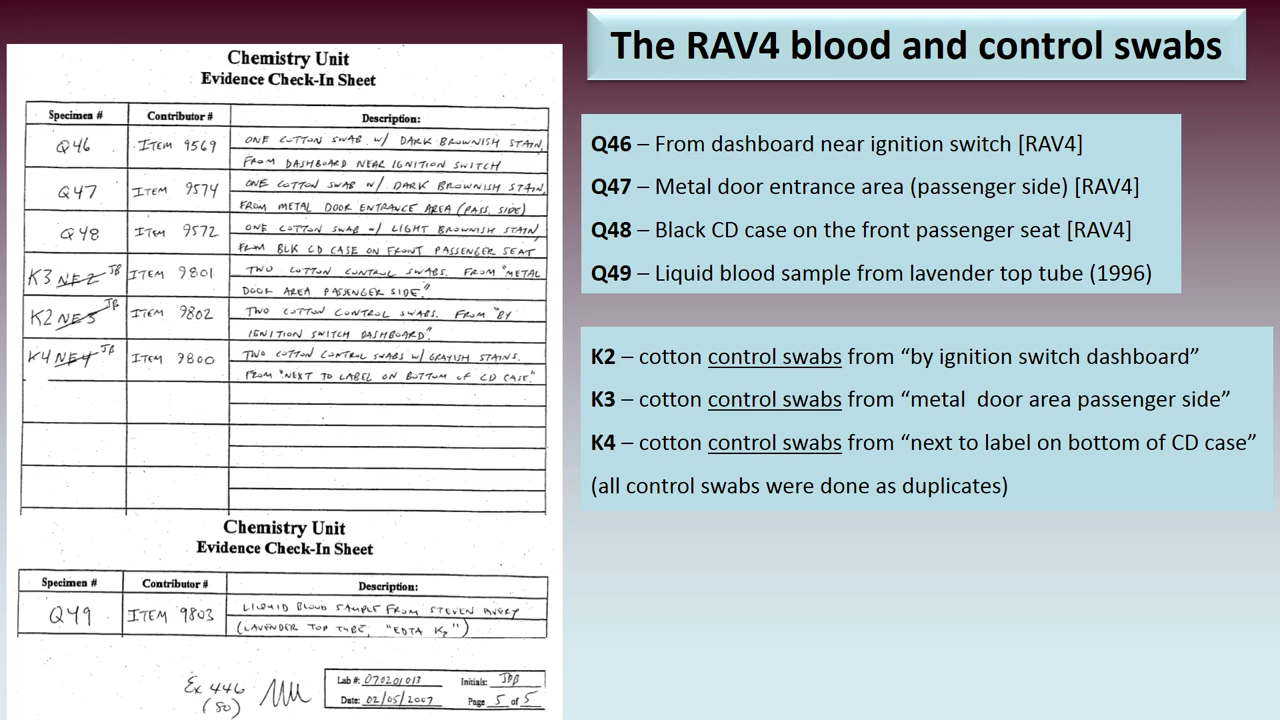 The RAV4 blood and control swabs
Chemistry Unit
Evidence Check-In Sheet
Specimen # Contributor # Description:
Q46 ITEM 9569 ONE COTTON SWAB W/ DARK BROWNISH STAIN,
FROM DASHBOARD NEAR IGNITION SWITCH
Q47 ITEM 9574 ONE COTTON SWAB W/ DARK BROWNISH STAIN,
FROM METAL DOOR ENTRANCE AREA (PASS. SIDE)
Q48 ITEM 9572 ONE COTTON SWAB W/ LIGHT BROWNISH STAIN,
FROM BLK CD CASE ON FRONT PASSENGER SEAT
K3 NE2 JB ITEM 9801 TWO COTTON CONTROL SWABS. FROM "METAL
DOOR AREA PASSENGER SIDE."
K2 NE3 JB ITEM 9802 TWO COTTON CONTROL SWABS. FROM "BY
IGNITION SWITCH DASHBOARD".
K4 NE4 JB ITEM 9800 TWO COTTON CONTROL SWABS W/ GRAYISH STAINS.
FROM "NEXT TO LABEL ON BOTTOM OF CD CASE."
Chemistry Unit
Evidence Check-In Sheet
Specimen # Contributor # Description:
Q49 ITEM 9803 LIQUID BLOOD SAMPLE FROM STEVEN AVERY
(LAVENDER TOP TUBE, "EDTA K3")
Ex 446
(50)
Lab #: 070201013 Initials: JPB
Date: 02/05/2007 Page 5 of 5
Q46 – From dashboard near ignition switch [RAV4]
Q47 – Metal door entrance area (passenger side) [RAV4]
Q48 – Black CD case on the front passenger seat [RAV4]
Q49 – Liquid blood sample from lavender top tube (1996)
K2 – cotton control swabs from “by ignition switch dashboard”
K3 – cotton control swabs from “metal door area passenger side”
K4 – cotton control swabs from “next to label on bottom of CD case”
(all control swabs were done as duplicates)